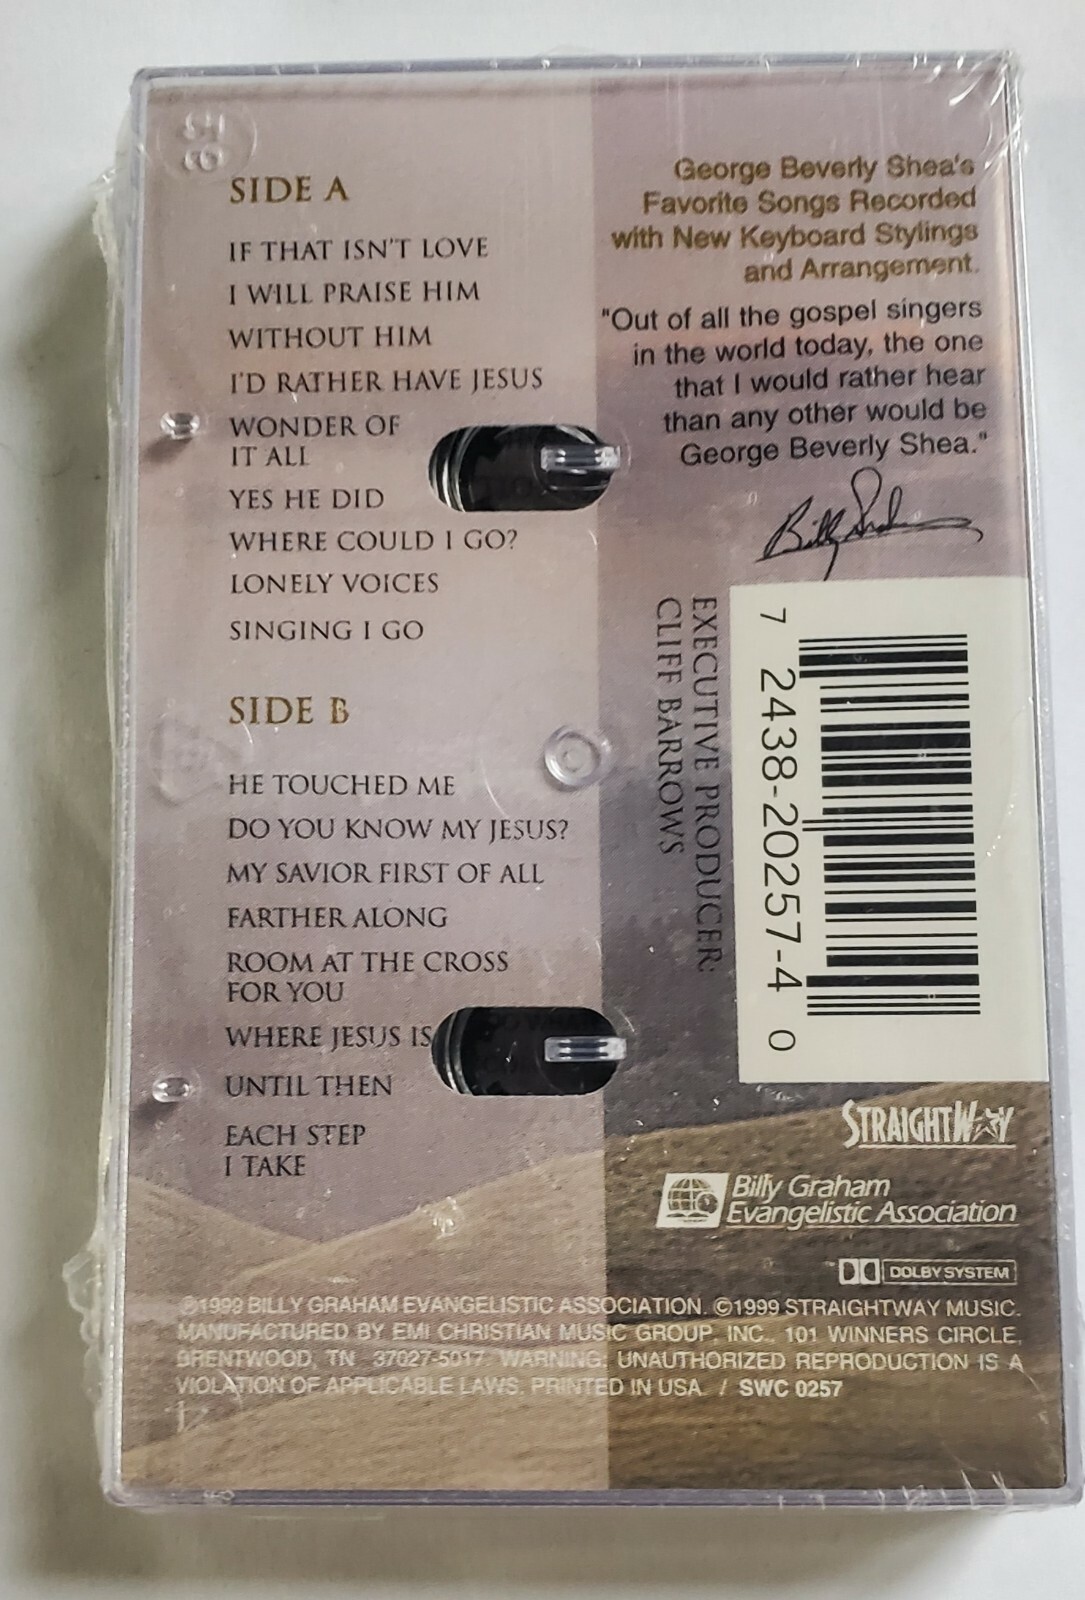 SIDE A
IF THAT ISN'T LOVE
I WILL PRAISE HIM
WITHOUT HIM
I'D RATHER HAVE JESUS
WONDER OF
IT ALL
YES HE DID
WHERE COULD I GO?
LONELY VOICES
SINGING I GO
SIDE B
HE TOUCHED ME
DO YOU KNOW MY JESUS?
MY SAVIOR FIRST OF ALL
FARTHER ALONG
ROOM AT THE CROSS
FOR YOU
WHERE JESUS IS
UNTIL THEN
EACH STEP
I TAKE
George Beverly Shea's
Favorite Songs Recorded
with New Keyboard Stylings
and Arrangement.
"Out of all the gospel singers
in the world today, the one
that I would rather hear
than any other would be
George Beverly Shea."
EXECUTIVE PRODUCER:
CLIFF BARROWS
7 2438-20257-4 0
STRAIGHTWAY
Billy Graham
Evangelistic Association
DOLBY SYSTEM
℗1999 BILLY GRAHAM EVANGELISTIC ASSOCIATION. ©1999 STRAIGHTWAY MUSIC.
MANUFACTURED BY EMI CHRISTIAN MUSIC GROUP, INC., 101 WINNERS CIRCLE,
BRENTWOOD, TN 37027-5017. WARNING: UNAUTHORIZED REPRODUCTION IS A
VIOLATION OF APPLICABLE LAWS. PRINTED IN USA. / SWC 0257